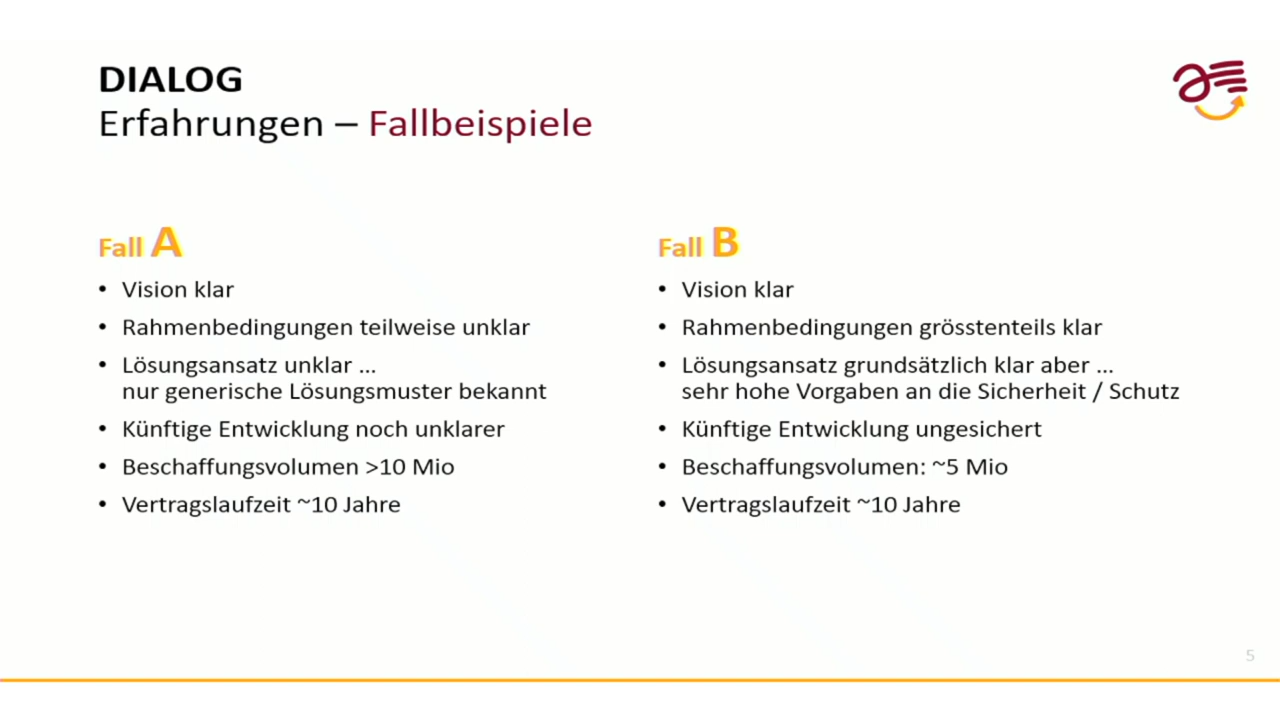 DIALOG
Erfahrungen – Fallbeispiele
Fall A
• Vision klar
• Rahmenbedingungen teilweise unklar
• Lösungsansatz unklar ...
nur generische Lösungsmuster bekannt
• Künftige Entwicklung noch unklarer
• Beschaffungsvolumen >10 Mio
• Vertragslaufzeit ~10 Jahre
Fall B
• Vision klar
• Rahmenbedingungen grösstenteils klar
• Lösungsansatz grundsätzlich klar aber ...
sehr hohe Vorgaben an die Sicherheit / Schutz
• Künftige Entwicklung ungesichert
• Beschaffungsvolumen: ~5 Mio
• Vertragslaufzeit ~10 Jahre
5